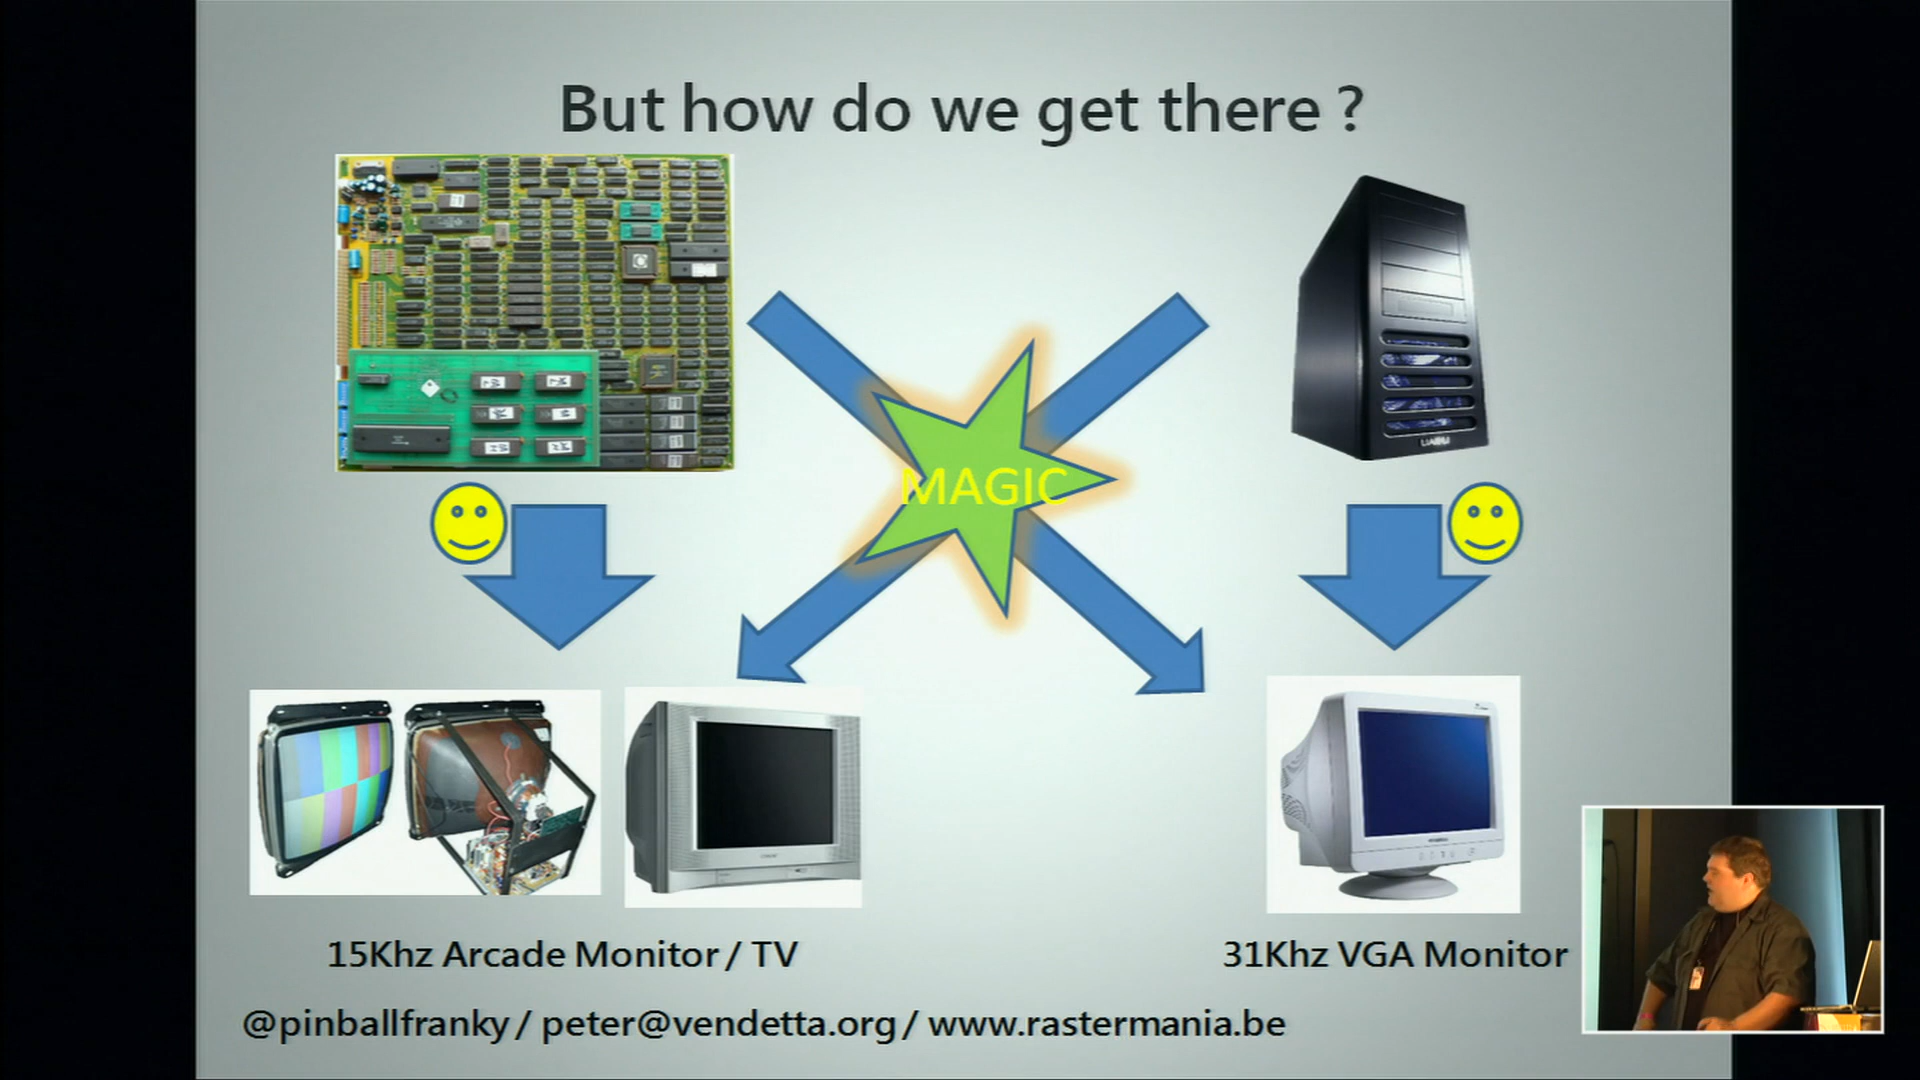 But how do we get there ?
MAGIC
15Khz Arcade Monitor / TV
31Khz VGA Monitor
@pinballfranky / peter@vendetta.org / www.rastermania.be